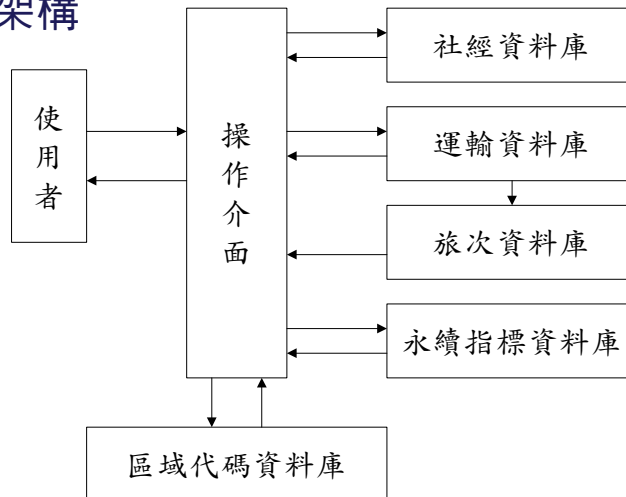 架構
使用者
操作介面
社經資料庫
運輸資料庫
旅次資料庫
永續指標資料庫
區域代碼資料庫